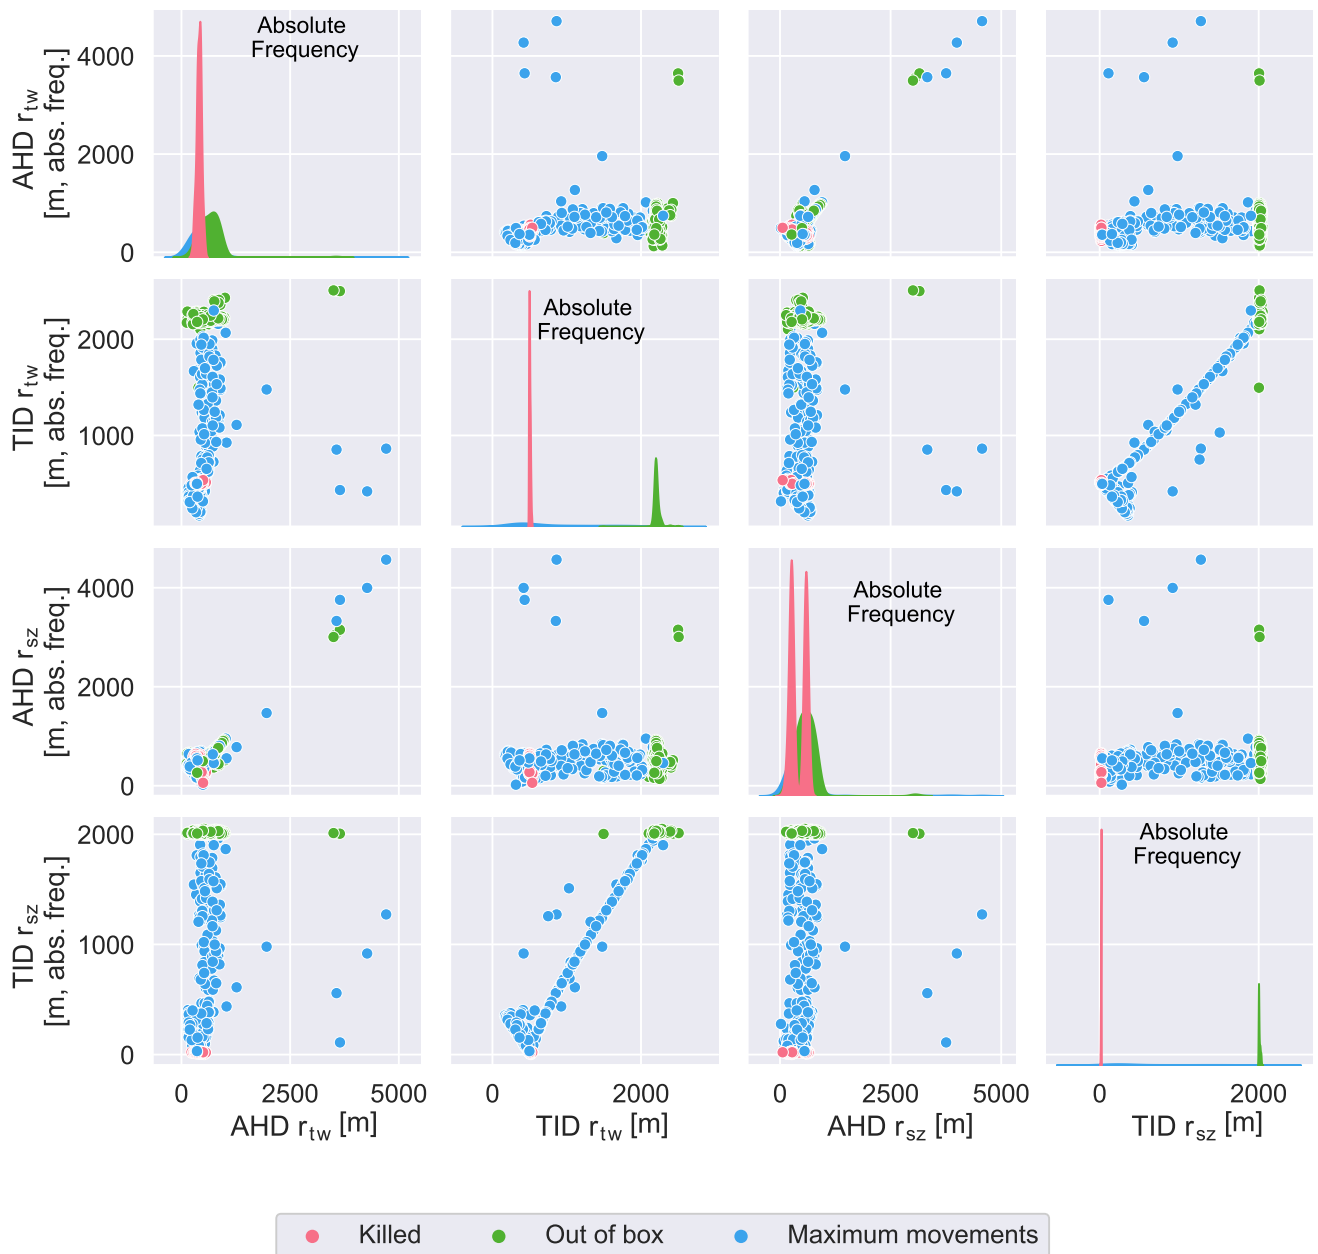 Absolute
Frequency
AHD r_tw
[m, abs. freq.]
4000
2000
0
Absolute
Frequency
TID r_tw
[m, abs. freq.]
2000
1000
Absolute
Frequency
AHD r_sz
[m, abs. freq.]
4000
2000
0
Absolute
Frequency
TID r_sz
[m, abs. freq.]
2000
1000
0
0 2500 5000 0 2000 0 2500 5000 0 2000
AHD r_tw [m] TID r_tw [m] AHD r_sz [m] TID r_sz [m]
Killed Out of box Maximum movements